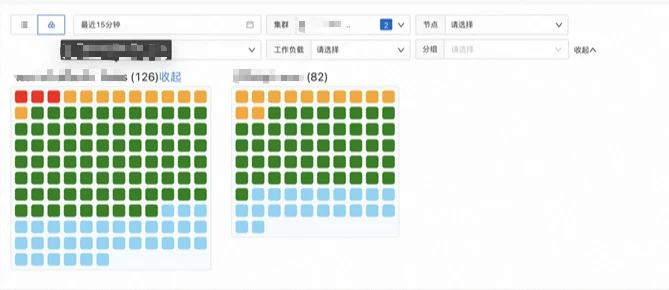 最近15分钟 集群 .. 2 节点 请选择
工作负载 请选择 分组 请选择 收起
(126)收起 (82)